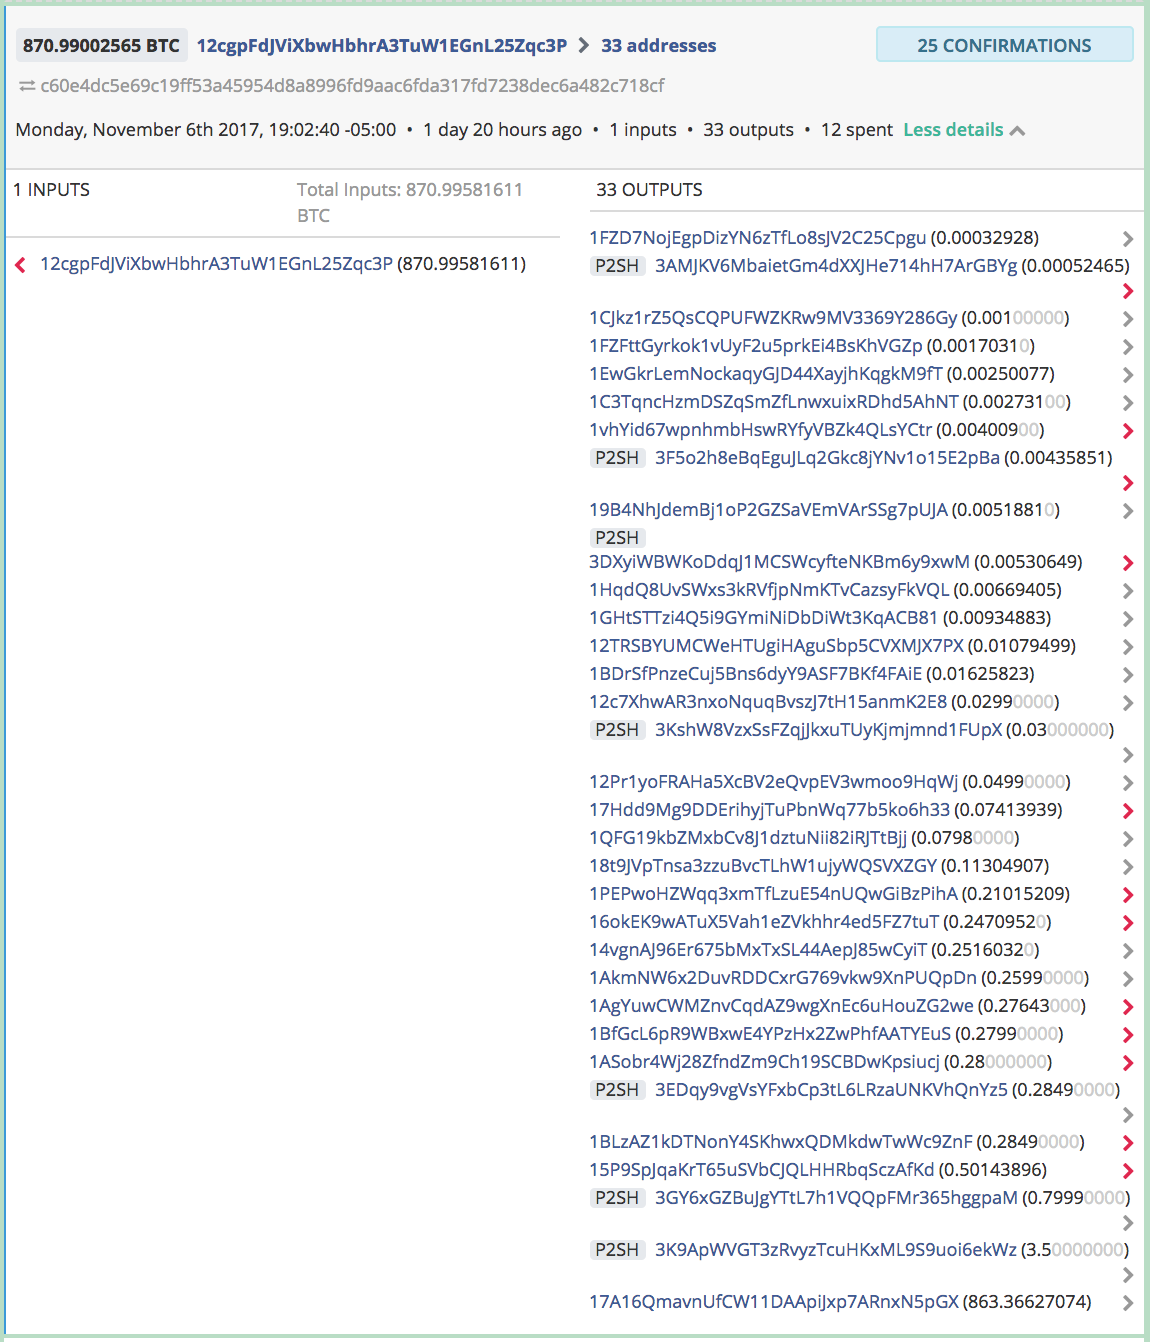 870.99002565 BTC 12cgpFdJViXbwHbhrA3TuW1EGnL25Zqc3P 33 addresses 25 CONFIRMATIONS
c60e4dc5e69c19ff53a45954d8a8996fd9aac6fda317fd7238dec6a482c718cf
Monday, November 6th 2017, 19:02:40 -05:00 • 1 day 20 hours ago • 1 inputs • 33 outputs • 12 spent Less details
1 INPUTS
Total Inputs: 870.99581611
BTC
12cgpFdJViXbwHbhrA3TuW1EGnL25Zqc3P (870.99581611)
33 OUTPUTS
1FZD7NojEgpDizYN6zTfLo8sJV2C25Cpgu (0.00032928)
P2SH 3AMJKV6MbaietGm4dXXJHe714hH7ArGBYg (0.00052465)
1CJkz1rZ5QsCQPUFWZKRw9MV3369Y286Gy (0.00100000)
1FZFttGyrkok1vUyF2u5prkEi4BsKhVGZp (0.00170310)
1EwGkrLemNockaqyGJD44XayjhKqgkM9fT (0.00250077)
1C3TqncHzmDSZqSmZfLnwxuixRDhd5AhNT (0.00273100)
1vhYid67wpnhmbHswRYfyVBZk4QLsYCtr (0.00400900)
P2SH 3F5o2h8eBqEguJLq2Gkc8jYNv1o15E2pBa (0.00435851)
19B4NhJdemBj1oP2GZSaVEmVArSSg7pUJA (0.00518810)
P2SH
3DXyiWBWKoDdqJ1MCSWcyfteNKBm6y9xwM (0.00530649)
1HqdQ8UvSWxs3kRVfjpNmKTvCazsyFkVQL (0.00669405)
1GHtSTTzi4Q5i9GYmiNiDbDiWt3KqACB81 (0.00934883)
12TRSBYUMCWeHTUgiHAguSbp5CVXMJX7PX (0.01079499)
1BDrSfPnzeCuj5Bns6dyY9ASF7BKf4FAiE (0.01625823)
12c7XhwAR3nxoNquqBvszJ7tH15anmK2E8 (0.02990000)
P2SH 3KshW8VzxSsFZqjJkxuTUyKjmjmnd1FUpX (0.03000000)
12Pr1yoFRAHa5XcBV2eQvpEV3wmoo9HqWj (0.04990000)
17Hdd9Mg9DDErihyjTuPbnWq77b5ko6h33 (0.07413939)
1QFG19kbZMxbCv8J1dztuNii82iRJTtBjj (0.07980000)
18t9JVpTnsa3zzuBvcTLhW1ujyWQSVXZGY (0.11304907)
1PEPwoHZWqq3xmTfLzuE54nUQwGiBzPihA (0.21015209)
16okEK9wATuX5Vah1eZVkhhr4ed5FZ7tuT (0.24709520)
14vgnAJ96Er675bMxTxSL44AepJ85wCyiT (0.25160320)
1AkmNW6x2DuvRDDCxrG769vkw9XnPUQpDn (0.25990000)
1AgYuwCWMZnvCqdAZ9wgXnEc6uHouZG2we (0.27643000)
1BfGcL6pR9WBxwE4YPzHx2ZwPhfAATYEuS (0.27990000)
1ASobr4Wj28ZfndZm9Ch19SCBDwKpsiucj (0.28000000)
P2SH 3EDqy9vgVsYFxbCp3tL6LRzaUNKVhQnYz5 (0.28490000)
1BLzAZ1kDTNonY4SKhwxQDMkdwTwWc9ZnF (0.28490000)
15P9SpJqaKrT65uSVbCJQLHHRbqSczAfKd (0.50143896)
P2SH 3GY6xGZBuJgYTtL7h1VQQpFMr365hggpaM (0.79990000)
P2SH 3K9ApWVGT3zRvyzTcuHKxML9S9uoi6ekWz (3.50000000)
17A16QmavnUfCW11DAApiJxp7ARnxN5pGX (863.36627074)